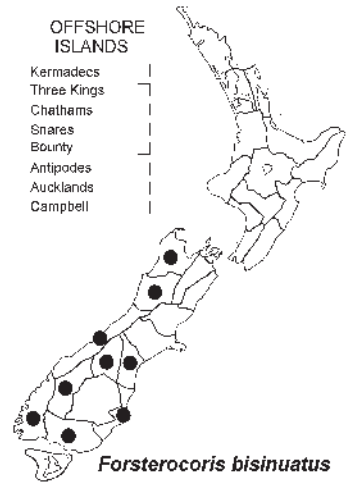 OFFSHORE
ISLANDS
Kermadecs
Three Kings
Chathams
Snares
Bounty
Antipodes
Aucklands
Campbell
Forsterocoris bisinuatus